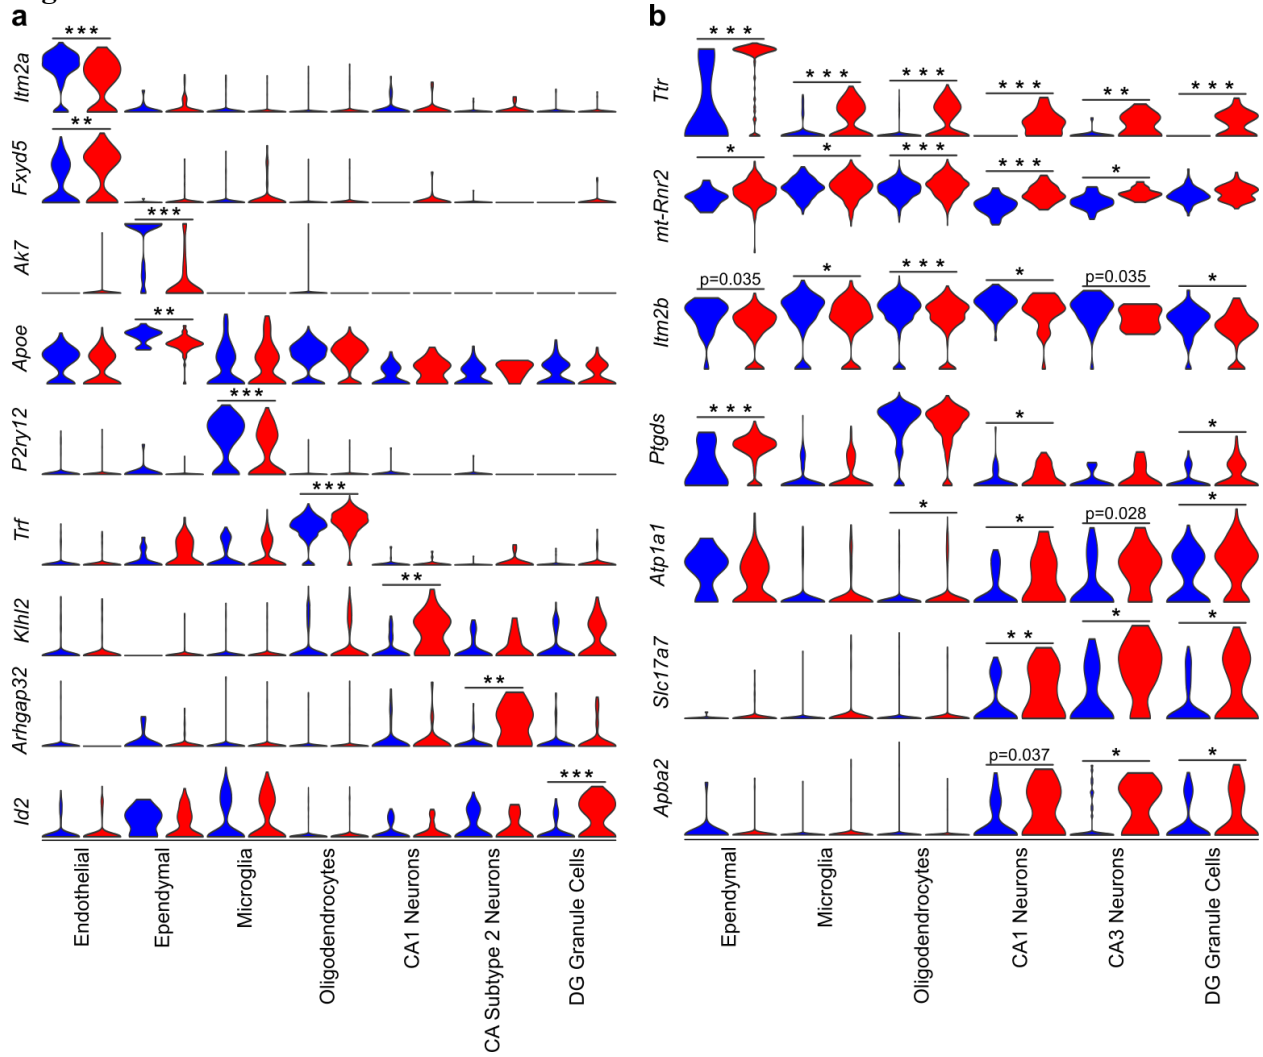 a
***
Itm2a
**
Fxyd5
***
Ak7
**
Apoe
***
P2ry12
***
Trf
**
Klhl2
**
Arhgap32
***
Id2
Endothelial
Ependymal
Microglia
Oligodendrocytes
CA1 Neurons
CA Subtype 2 Neurons
DG Granule Cells
b
* * *
* * * * * * * * * * * * * *
Ttr
* * * * * * * * * *
mt-Rnr2
p=0.035 * * * * * p=0.035 *
Itm2b
* * * * *
Ptgds
* * p=0.028 *
Atp1a1
* * * *
Slc17a7
p=0.037 * *
Apba2
Ependymal
Microglia
Oligodendrocytes
CA1 Neurons
CA3 Neurons
DG Granule Cells